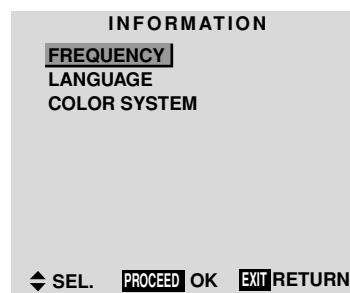 INFORMATION
FREQUENCY
LANGUAGE
COLOR SYSTEM
SEL. PROCEED OK EXIT RETURN